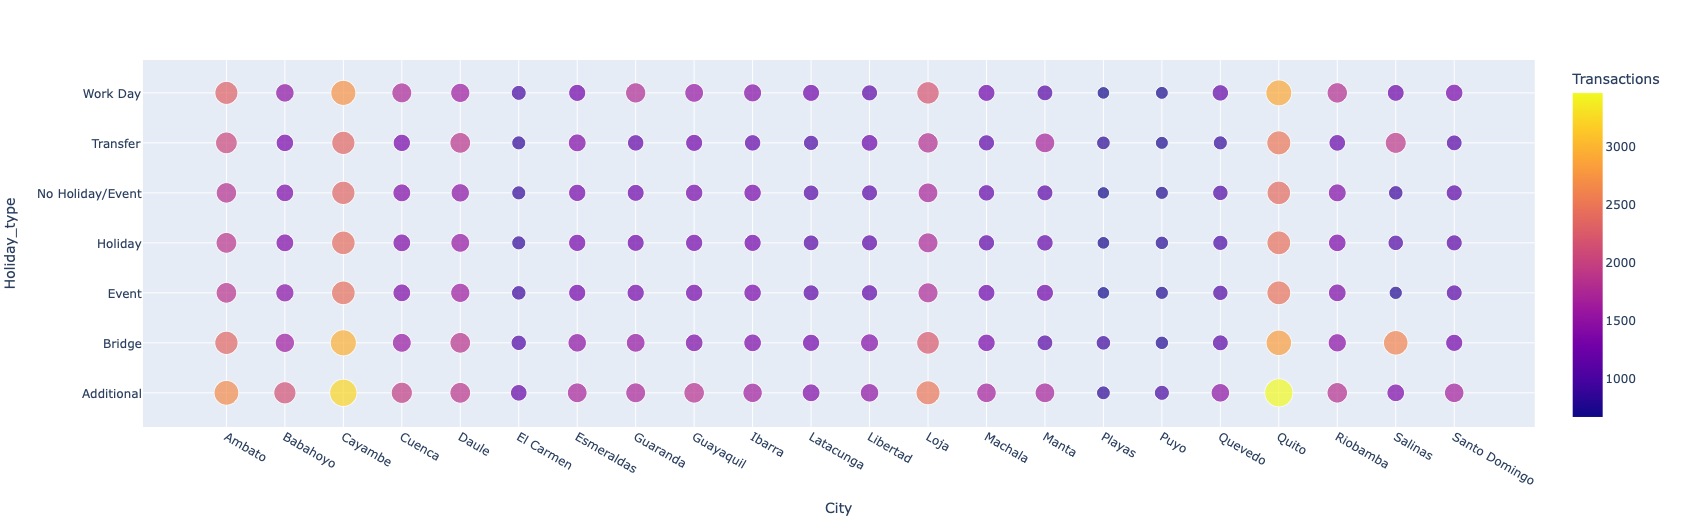 Transactions
Holiday_type
Work Day
Transfer
No Holiday/Event
Holiday
Event
Bridge
Additional
3000
2500
2000
1500
1000
Ambato
Babahoyo
Cayambe
Cuenca
Daule
El Carmen
Esmeraldas
Guaranda
Guayaquil
Ibarra
Latacunga
Libertad
Loja
Machala
Manta
Playas
Puyo
Quevedo
Quito
Riobamba
Salinas
Santo Domingo
City